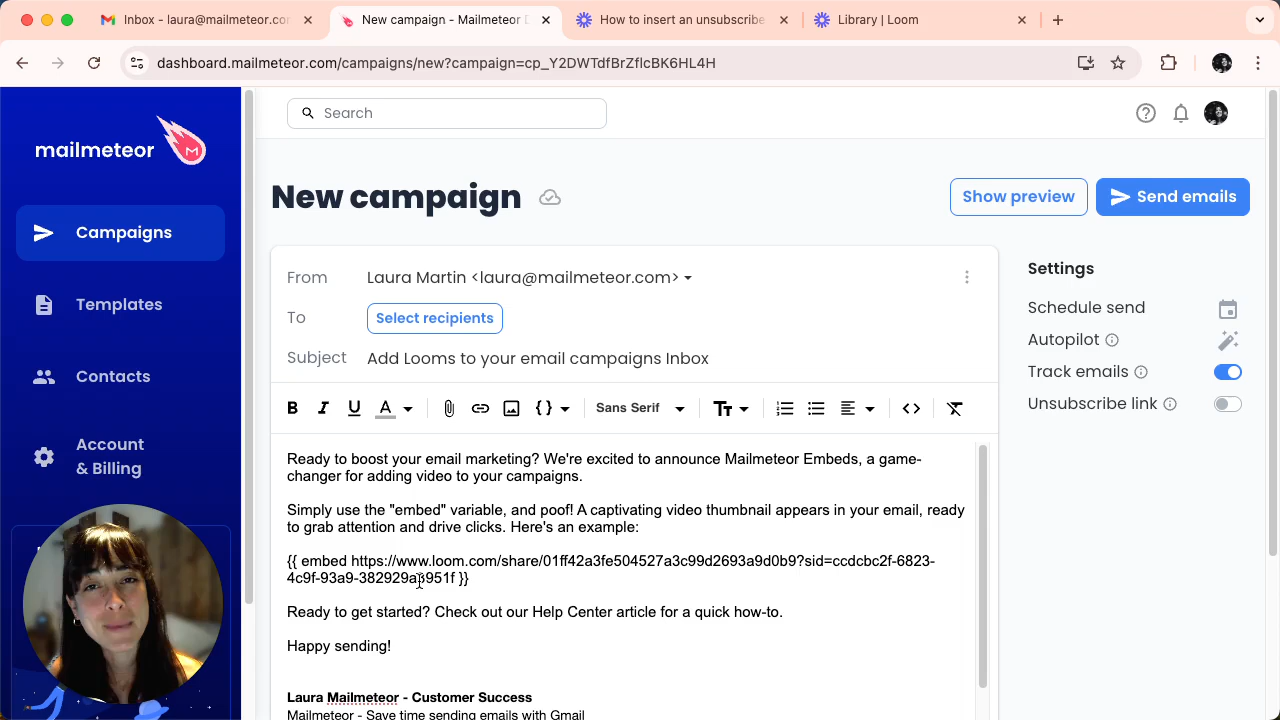 Inbox - laura@mailmeteor.co
New campaign - Mailmeteor
How to insert an unsubscribe
Library | Loom
dashboard.mailmeteor.com/campaigns/new?campaign=cp_Y2DWTdfBrZflcBK6HL4H
mailmeteor
Search
New campaign
Show preview
Send emails
Campaigns
Templates
Contacts
Account
& Billing
From
Laura Martin <laura@mailmeteor.com>
To
Select recipients
Subject
Add Looms to your email campaigns Inbox
B I U A
{ }
Sans Serif
TT
Settings
Schedule send
Autopilot
Track emails
Unsubscribe link
Ready to boost your email marketing? We're excited to announce Mailmeteor Embeds, a game-
changer for adding video to your campaigns.
Simply use the "embed" variable, and poof! A captivating video thumbnail appears in your email, ready
to grab attention and drive clicks. Here's an example:
{{ embed https://www.loom.com/share/01ff42a3fe504527a3c99d2693a9d0b9?sid=ccdcbc2f-6823-
4c9f-93a9-382929a3951f }}
Ready to get started? Check out our Help Center article for a quick how-to.
Happy sending!
Laura Mailmeteor - Customer Success
Mailmeteor - Save time sending emails with Gmail